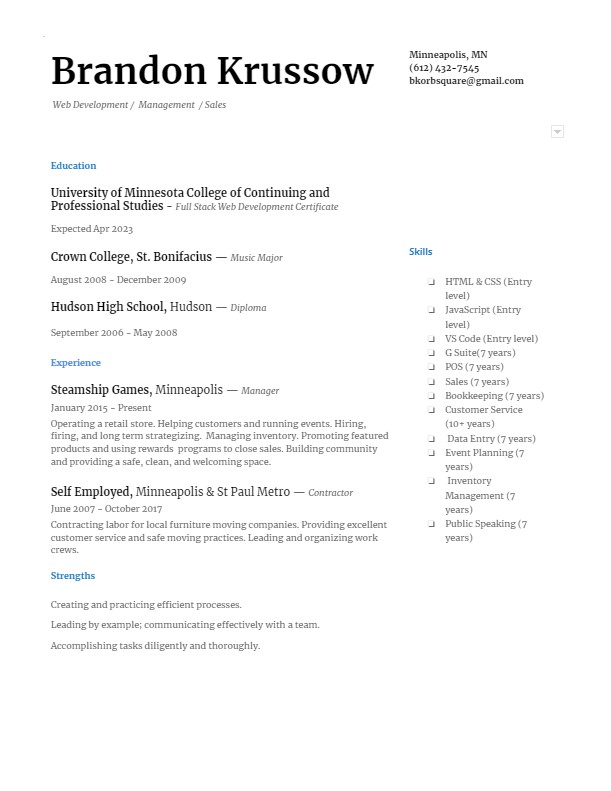 Brandon Krussow
Web Development / Management / Sales
Minneapolis, MN
(612) 432-7545
bkorbsquare@gmail.com
Education
University of Minnesota College of Continuing and
Professional Studies - Full Stack Web Development Certificate
Expected Apr 2023
Crown College, St. Bonifacius — Music Major
August 2008 - December 2009
Hudson High School, Hudson — Diploma
September 2006 - May 2008
Experience
Steamship Games, Minneapolis — Manager
January 2015 - Present
Operating a retail store. Helping customers and running events. Hiring,
firing, and long term strategizing. Managing inventory. Promoting featured
products and using rewards programs to close sales. Building community
and providing a safe, clean, and welcoming space.
Self Employed, Minneapolis & St Paul Metro — Contractor
June 2007 - October 2017
Contracting labor for local furniture moving companies. Providing excellent
customer service and safe moving practices. Leading and organizing work
crews.
Strengths
Creating and practicing efficient processes.
Leading by example; communicating effectively with a team.
Accomplishing tasks diligently and thoroughly.
Skills
❏ HTML & CSS (Entry
level)
❏ JavaScript (Entry
level)
❏ VS Code (Entry level)
❏ G Suite(7 years)
❏ POS (7 years)
❏ Sales (7 years)
❏ Bookkeeping (7 years)
❏ Customer Service
(10+ years)
❏ Data Entry (7 years)
❏ Event Planning (7
years)
❏ Inventory
Management (7
years)
❏ Public Speaking (7
years)